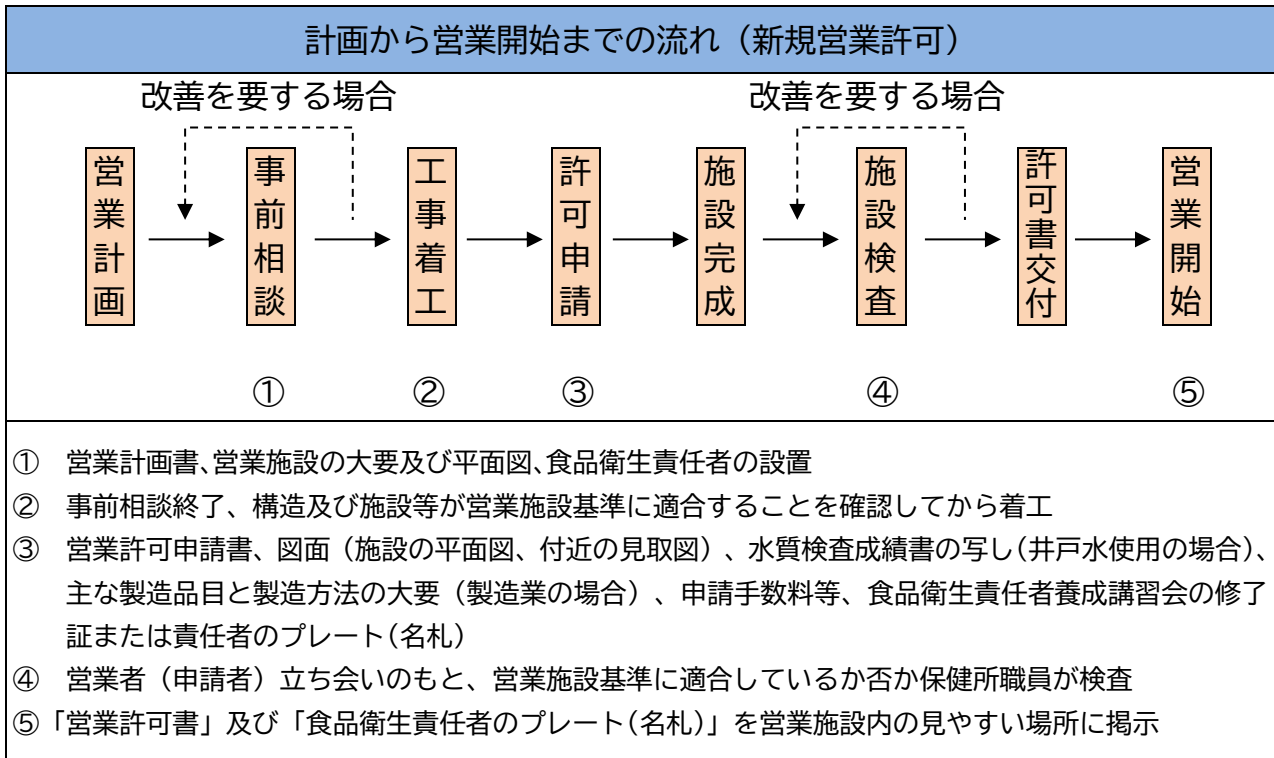 計画から営業開始までの流れ（新規営業許可）
改善を要する場合
改善を要する場合
営業計画
事前相談
工事着工
許可申請
施設完成
施設検査
許可書交付
営業開始
①
②
③
④
⑤
①　営業計画書、営業施設の大要及び平面図、食品衛生責任者の設置
②　事前相談終了、構造及び施設等が営業施設基準に適合することを確認してから着工
③　営業許可申請書、図面（施設の平面図、付近の見取図）、水質検査成績書の写し(井戸水使用の場合)、
主な製造品目と製造方法の大要（製造業の場合）、申請手数料等、食品衛生責任者養成講習会の修了
証または責任者のプレート(名札)
④　営業者（申請者）立ち会いのもと、営業施設基準に適合しているか否か保健所職員が検査
⑤「営業許可書」及び「食品衛生責任者のプレート(名札)」を営業施設内の見やすい場所に掲示